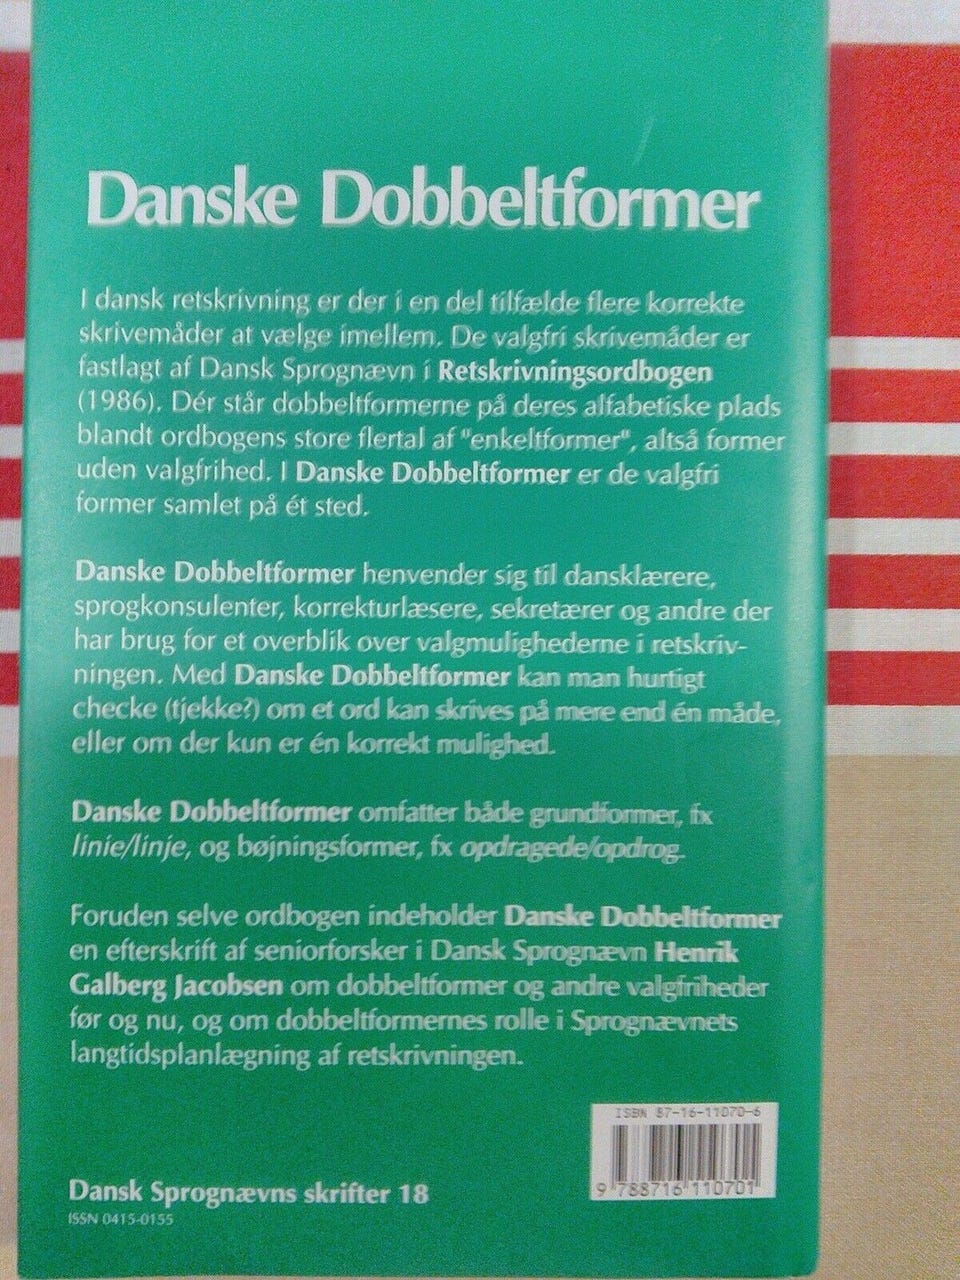 Danske Dobbeltformer
I dansk retskrivning er der i en del tilfælde flere korrekte
skrivemåder at vælge imellem. De valgfri skrivemåder er
fastlagt af Dansk Sprognævn i Retskrivningsordbogen
(1986). Dér står dobbeltformerne på deres alfabetiske plads
blandt ordbogens store flertal af "enkeltformer", altså former
uden valgfrihed. I Danske Dobbeltformer er de valgfri
former samlet på ét sted.
Danske Dobbeltformer henvender sig til dansklærere,
sprogkonsulenter, korrekturlæsere, sekretærer og andre der
har brug for et overblik over valgmulighederne i retskriv-
ningen. Med Danske Dobbeltformer kan man hurtigt
checke (tjekke?) om et ord kan skrives på mere end én måde,
eller om der kun er én korrekt mulighed.
Danske Dobbeltformer omfatter både grundformer, fx
linie/linje, og bøjningsformer, fx opdragede/opdrog.
Foruden selve ordbogen indeholder Danske Dobbeltformer
en efterskrift af seniorforsker i Dansk Sprognævn Henrik
Galberg Jacobsen om dobbeltformer og andre valgfriheder
før og nu, og om dobbeltformernes rolle i Sprognævnets
langtidsplanlægning af retskrivningen.
ISBN 87-16-11070-6
9 788716 110701
Dansk Sprognævns skrifter 18
ISSN 0415-0155